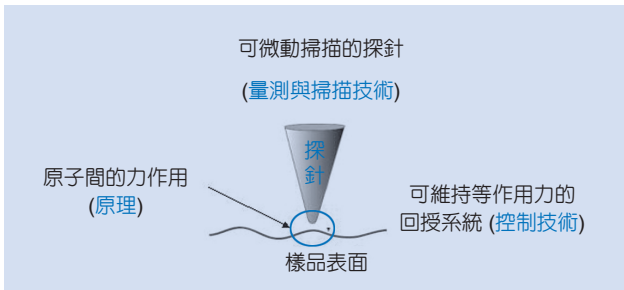 可微動掃描的探針
(量測與掃描技術)
探針
原子間的力作用
(原理)
可維持等作用力的
回授系統 (控制技術)
樣品表面